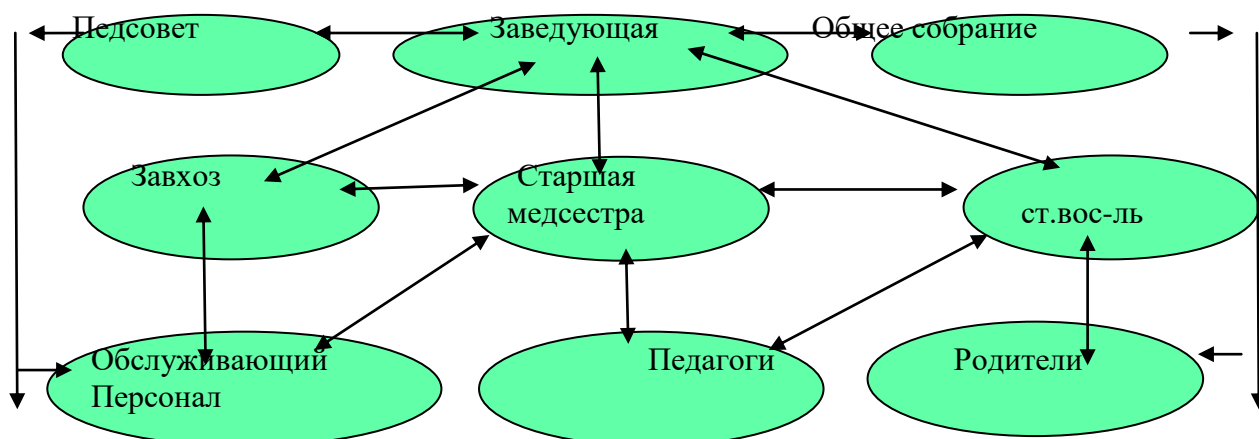 Педсовет
Заведующая
Общее собрание
Завхоз
Старшая
медсестра
ст.вос-ль
Обслуживающий
Персонал
Педагоги
Родители